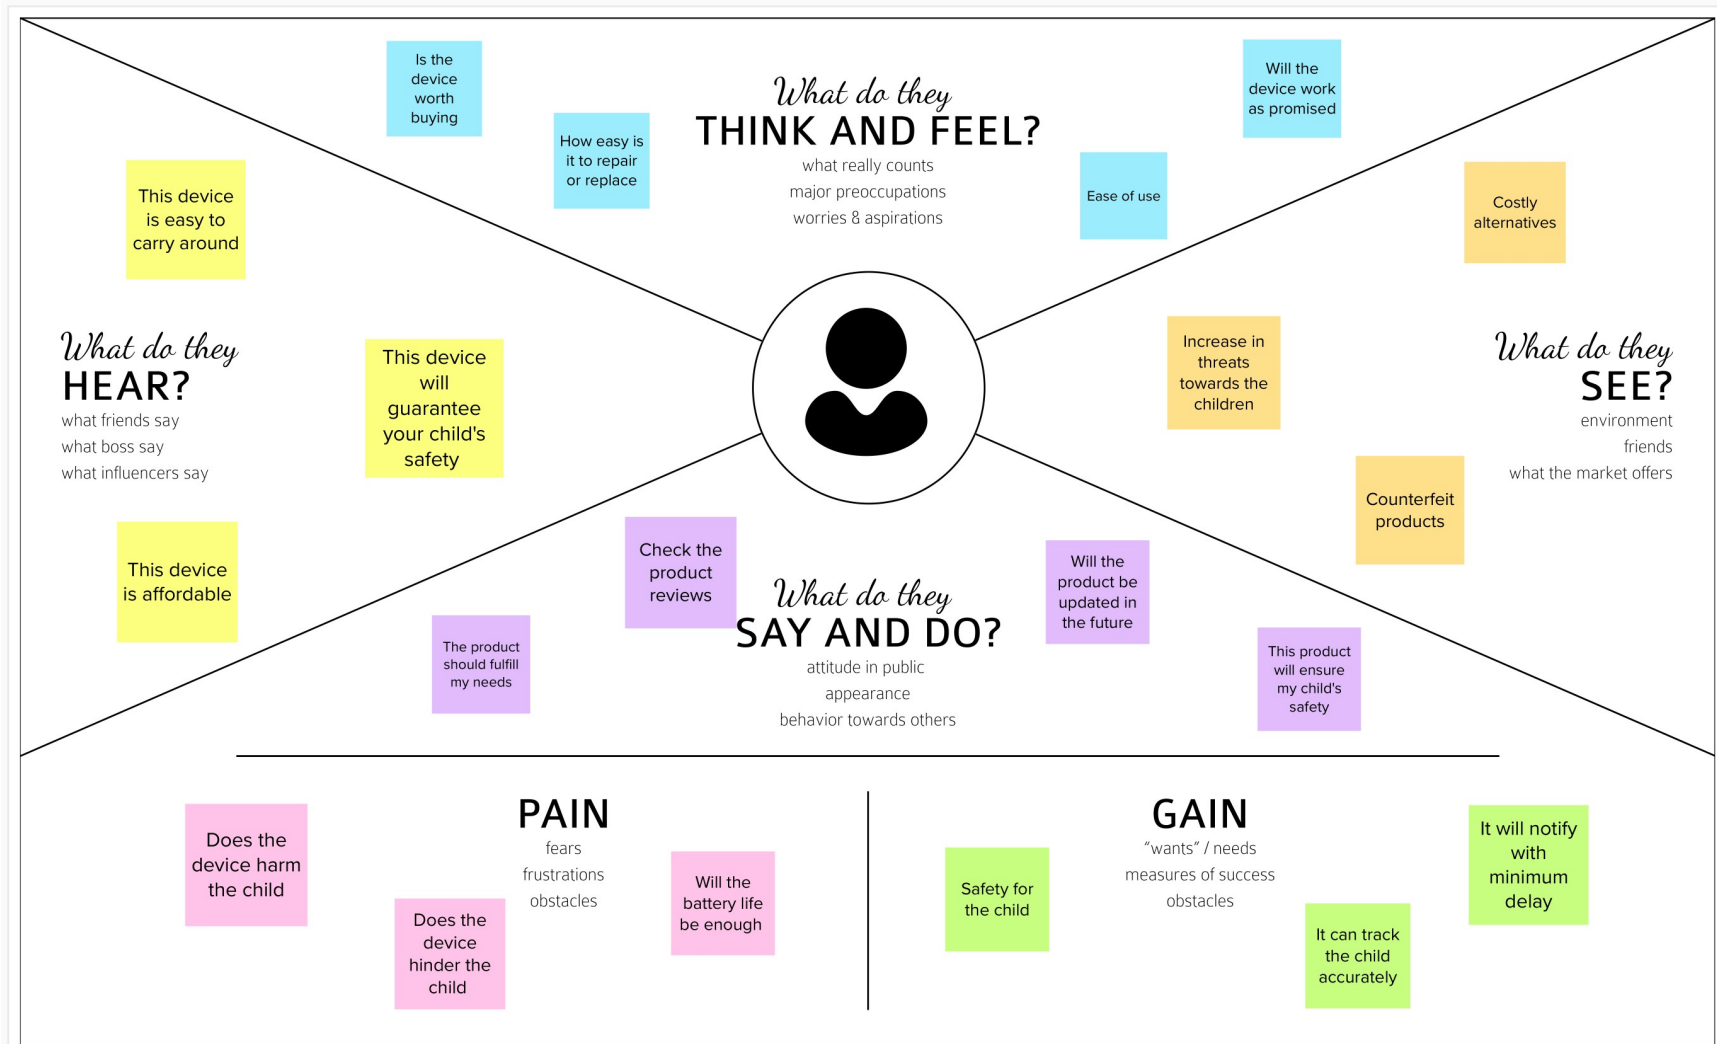 What do they
THINK AND FEEL?
what really counts
major preoccupations
worries & aspirations
Is the
device
worth
buying
How easy is
it to repair
or replace
Will the
device work
as promised
Ease of use
What do they
HEAR?
what friends say
what boss say
what influencers say
This device
is easy to
carry around
This device
will
guarantee
your child's
safety
This device
is affordable
What do they
SEE?
environment
friends
what the market offers
Costly
alternatives
Increase in
threats
towards the
children
Counterfeit
products
What do they
SAY AND DO?
attitude in public
appearance
behavior towards others
Check the
product
reviews
The product
should fulfill
my needs
Will the
product be
updated in
the future
This product
will ensure
my child's
safety
PAIN
fears
frustrations
obstacles
Does the
device harm
the child
Does the
device
hinder the
child
Will the
battery life
be enough
GAIN
“wants” / needs
measures of success
obstacles
Safety for
the child
It can track
the child
accurately
It will notify
with
minimum
delay